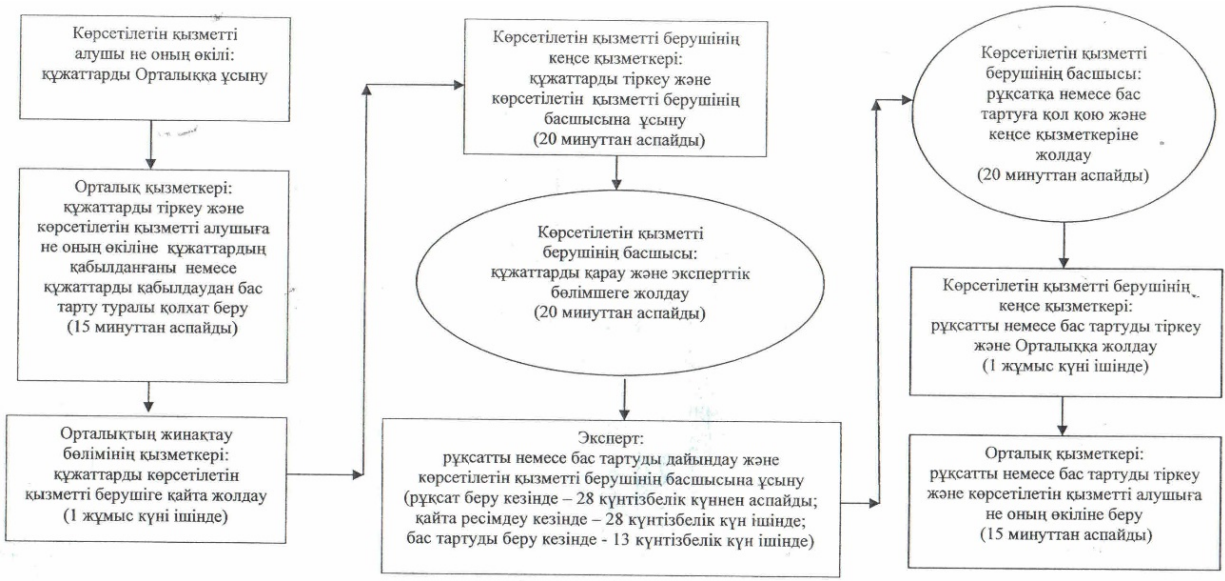 Көрсетілетін қызметті
алушы не оның өкілі:
құжаттарды Орталыққа ұсыну
Орталық қызметкері:
құжаттарды тіркеу және
көрсетілетін қызметті алушыға
не оның өкіліне құжаттардың
қабылданғаны немесе
құжаттарды қабылдаудан бас
тарту туралы қолхат беру
(15 минуттан аспайды)
Орталықтың жинақтау
бөлімінің қызметкері:
құжаттарды көрсетілетін
қызметті берушіге қайта жолдау
(1 жұмыс күні ішінде)
Көрсетілетін қызметті берушінің
кеңсе қызметкері:
құжаттарды тіркеу және
көрсетілетін қызметті берушінің
басшысына ұсыну
(20 минуттан аспайды)
Көрсетілетін қызметті
берушінің басшысы:
құжаттарды қарау және эксперттік
бөлімшеге жолдау
(20 минуттан аспайды)
Эксперт:
рұқсатты немесе бас тартуды дайындау және
көрсетілетін қызметті берушінің басшысына ұсыну
(рұқсат беру кезінде – 28 күнтізбелік күннен аспайды;
қайта ресімдеу кезінде – 28 күнтізбелік күн ішінде;
бас тартуды беру кезінде - 13 күнтізбелік күн ішінде)
Көрсетілетін қызметті
берушінің басшысы:
рұқсатқа немесе бас
тартуға қол қою және
кеңсе қызметкеріне
жолдау
(20 минуттан аспайды)
Көрсетілетін қызметті берушінің
кеңсе қызметкері:
рұқсатты немесе бас тартуды тіркеу
және Орталыққа жолдау
(1 жұмыс күні ішінде)
Орталық қызметкері:
рұқсатты немесе бас тартуды тіркеу
және көрсетілетін қызметті алушыға
не оның өкіліне беру
(15 минуттан аспайды)